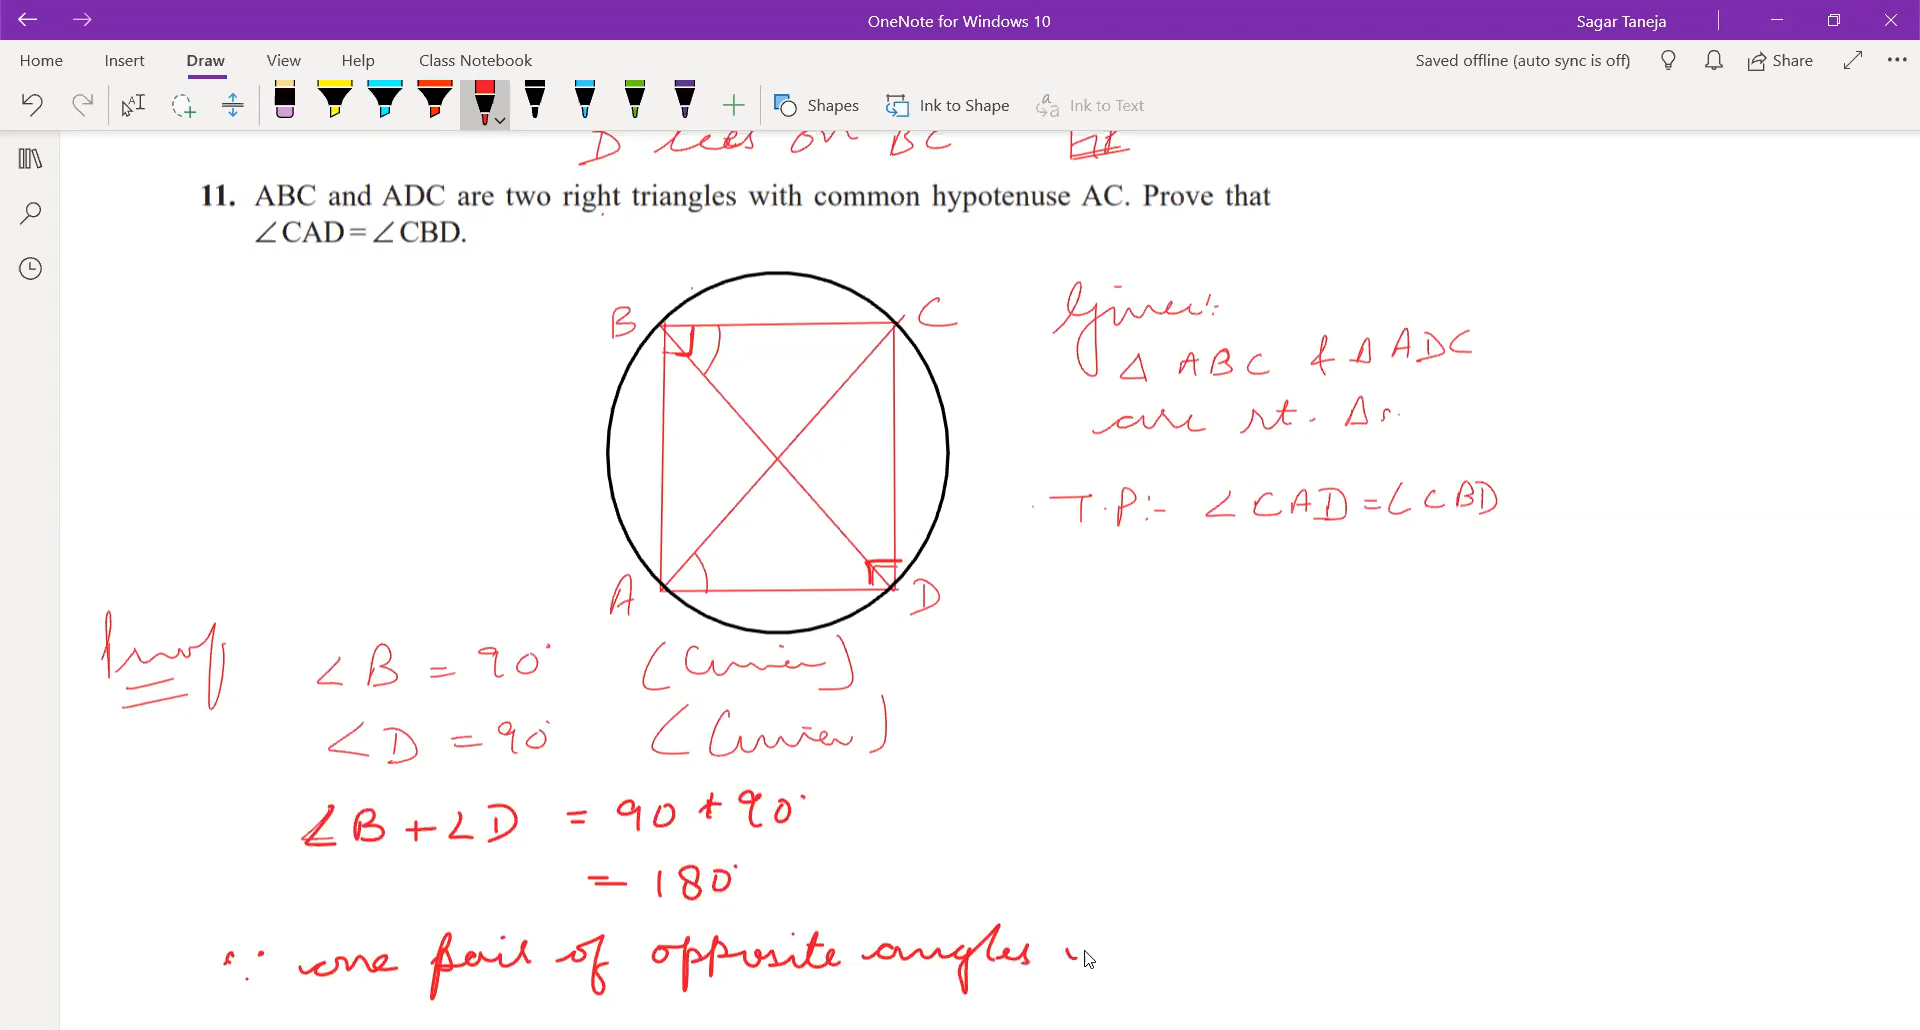 OneNote for Windows 10
Sagar Taneja
Home Insert Draw View Help Class Notebook
Saved offline (auto sync is off) Share
Shapes Ink to Shape Ink to Text
D lies on BC
11. ABC and ADC are two right triangles with common hypotenuse AC. Prove that
∠CAD = ∠CBD.
B C
A D
Given:-
Δ ABC & Δ ADC
are rt. Δs.
T.P:- ∠CAD = ∠CBD
Proof
∠B = 90° (Given)
∠D = 90° (Given)
∠B + ∠D = 90 + 90°
= 180°
∵ one pair of opposite angles